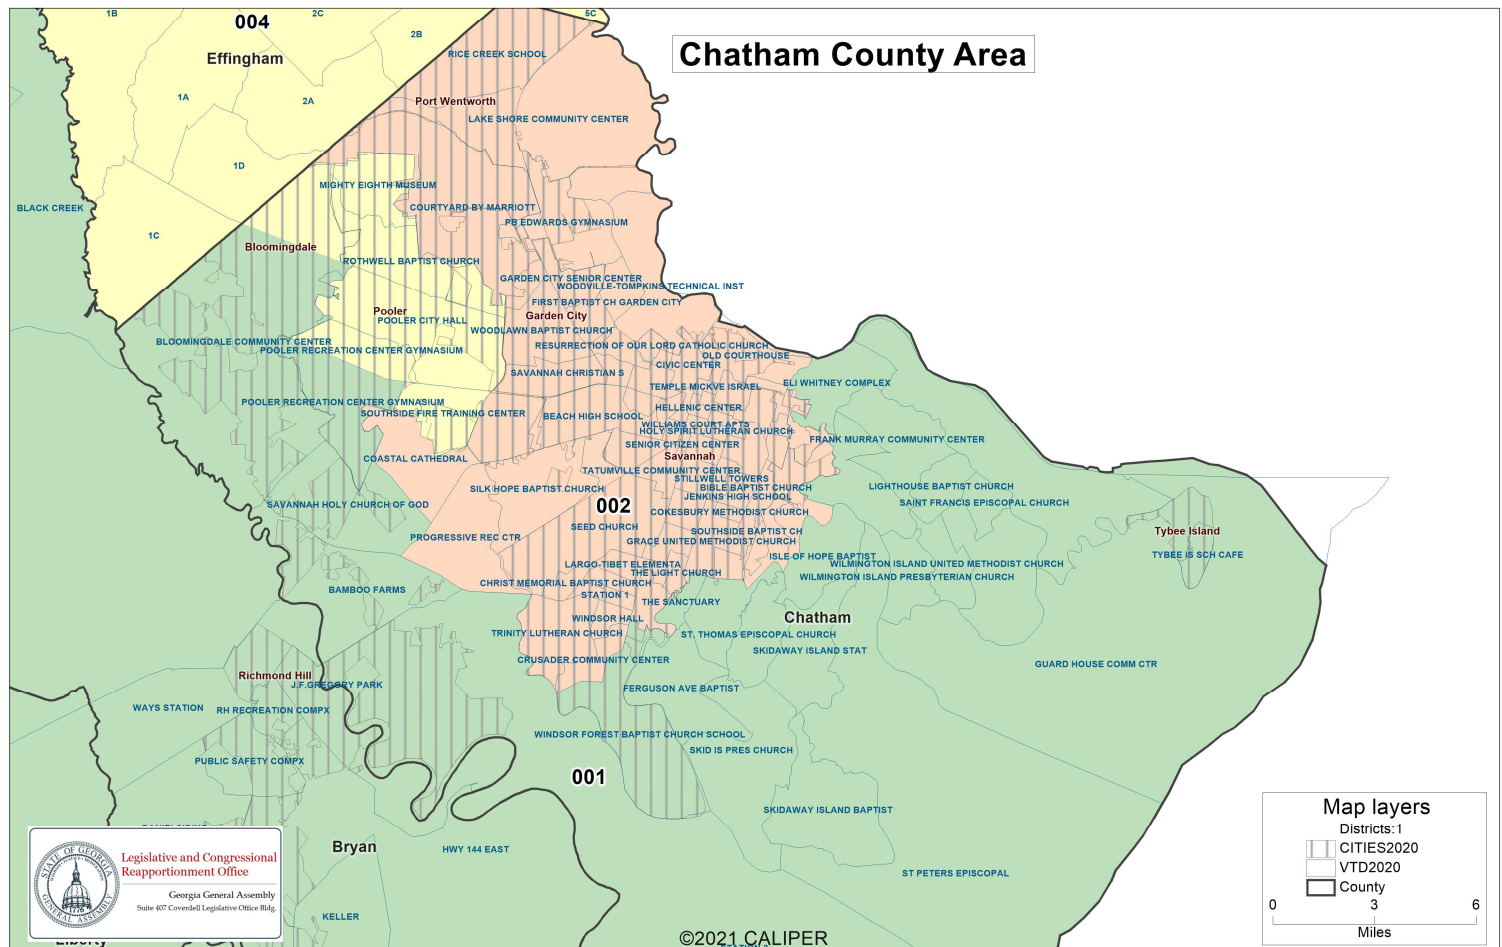 1B
004
2C
5C
2B
Effingham
Chatham County Area
RICE CREEK SCHOOL
1A
2A
Port Wentworth
LAKE SHORE COMMUNITY CENTER
1D
MIGHTY EIGHTH MUSEUM
BLACK CREEK
COURTYARD BY MARRIOTT
PB EDWARDS GYMNASIUM
1C
Bloomingdale
ROTHWELL BAPTIST CHURCH
GARDEN CITY SENIOR CENTER
WOODVILLE-TOMPKINS TECHNICAL INST
FIRST BAPTIST CH GARDEN CITY
Pooler
Garden City
POOLER CITY HALL
WOODLAWN BAPTIST CHURCH
BLOOMINGDALE COMMUNITY CENTER
POOLER RECREATION CENTER GYMNASIUM
RESURRECTION OF OUR LORD CATHOLIC CHURCH
OLD COURTHOUSE
CIVIC CENTER
SAVANNAH CHRISTIAN S
TEMPLE MICKVE ISRAEL
ELI WHITNEY COMPLEX
POOLER RECREATION CENTER GYMNASIUM
SOUTHSIDE FIRE TRAINING CENTER
HELLENIC CENTER
BEACH HIGH SCHOOL
WILLIAMS COURT APTS
HOLY SPIRIT LUTHERAN CHURCH
FRANK MURRAY COMMUNITY CENTER
SENIOR CITIZEN CENTER
Savannah
COASTAL CATHEDRAL
TATUMVILLE COMMUNITY CENTER
STILLWELL TOWERS
SILK HOPE BAPTIST CHURCH
BIBLE BAPTIST CHURCH
LIGHTHOUSE BAPTIST CHURCH
JENKINS HIGH SCHOOL
SAVANNAH HOLY CHURCH OF GOD
002
SAINT FRANCIS EPISCOPAL CHURCH
COKESBURY METHODIST CHURCH
SEED CHURCH
SOUTHSIDE BAPTIST CH
Tybee Island
PROGRESSIVE REC CTR
GRACE UNITED METHODIST CHURCH
TYBEE IS SCH CAFE
ISLE OF HOPE BAPTIST
LARGO-TIBET ELEMENTA
WILMINGTON ISLAND UNITED METHODIST CHURCH
THE LIGHT CHURCH
WILMINGTON ISLAND PRESBYTERIAN CHURCH
CHRIST MEMORIAL BAPTIST CHURCH
BAMBOO FARMS
STATION 1
THE SANCTUARY
WINDSOR HALL
Chatham
TRINITY LUTHERAN CHURCH
ST. THOMAS EPISCOPAL CHURCH
SKIDAWAY ISLAND STAT
CRUSADER COMMUNITY CENTER
GUARD HOUSE COMM CTR
Richmond Hill
J.F.GREGORY PARK
FERGUSON AVE BAPTIST
WAYS STATION
RH RECREATION COMPX
WINDSOR FOREST BAPTIST CHURCH SCHOOL
SKID IS PRES CHURCH
PUBLIC SAFETY COMPX
001
SKIDAWAY ISLAND BAPTIST
Bryan
HWY 144 EAST
ST PETERS EPISCOPAL
KELLER
Liberty
STATE OF GEORGIA
GENERAL ASSEMBLY
1776
Legislative and Congressional
Reapportionment Office
Georgia General Assembly
Suite 407 Coverdell Legislative Office Bldg.
Map layers
Districts:1
CITIES2020
VTD2020
County
0 3 6
Miles
©2021 CALIPER